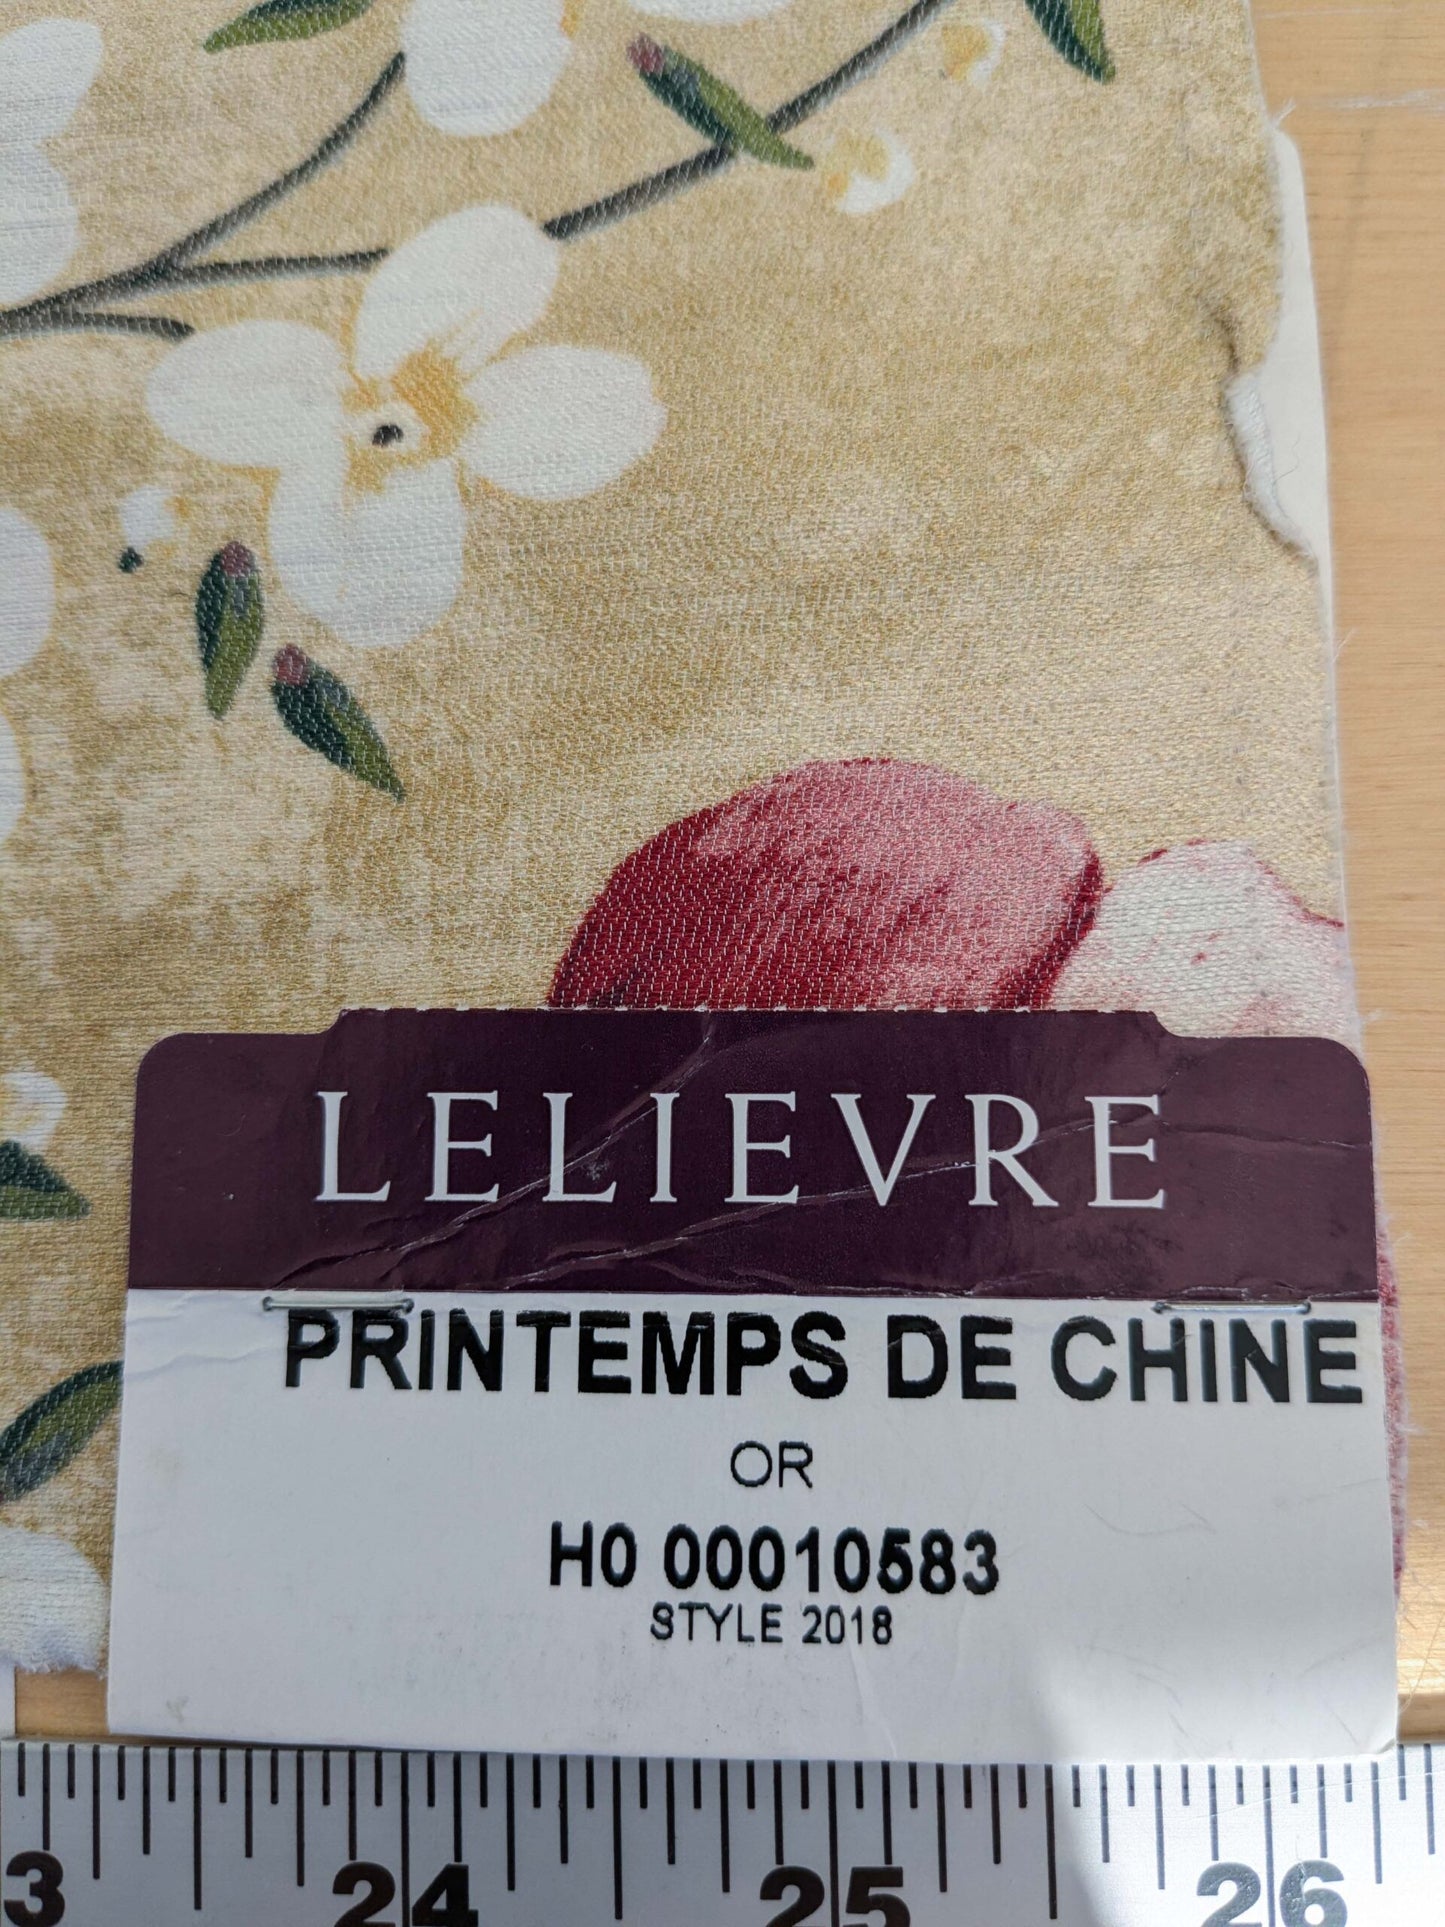 LELIEVRE
PRINTEMPS DE CHINE
OR
H0 00010583
STYLE 2018
3 24 25 26